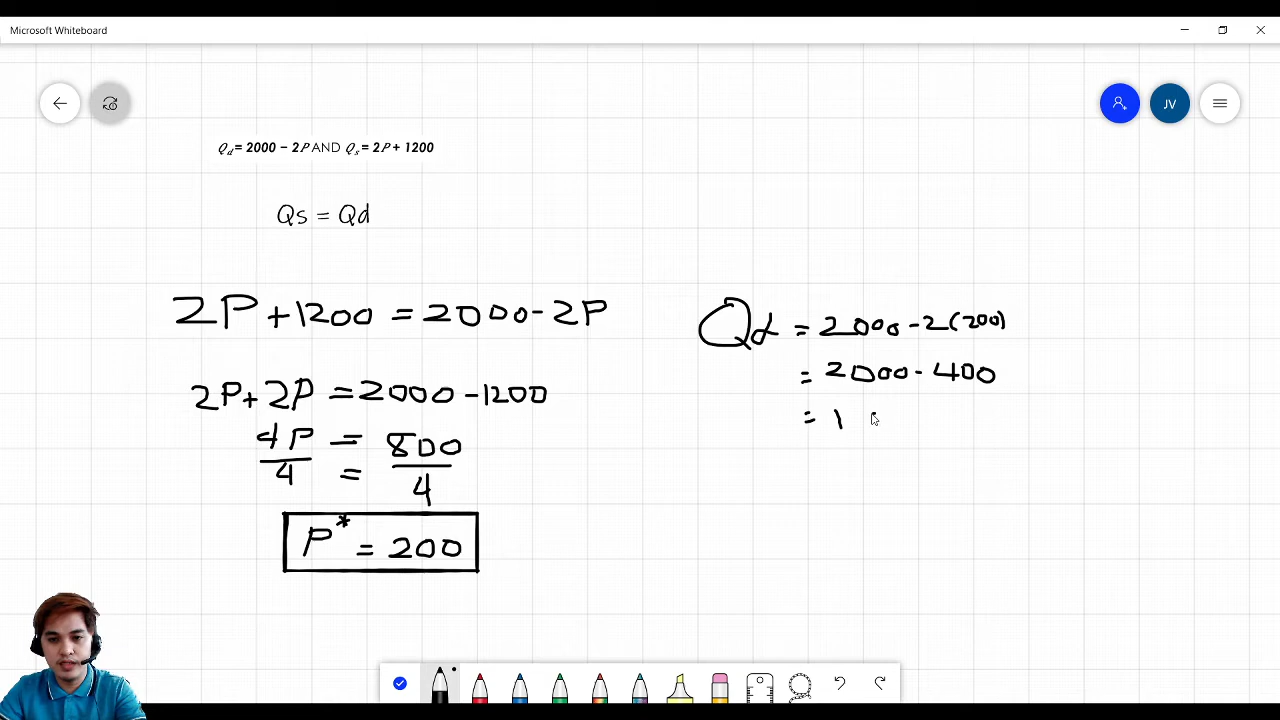 Microsoft Whiteboard
JV
Qd = 2000 − 2P AND Qs = 2P + 1200
Qs = Qd
2P + 1200 = 2000 - 2P
2P + 2P = 2000 - 1200
4P = 800
4 = 4
P* = 200
Qd = 2000 - 2(200)
= 2000 - 400
= 1